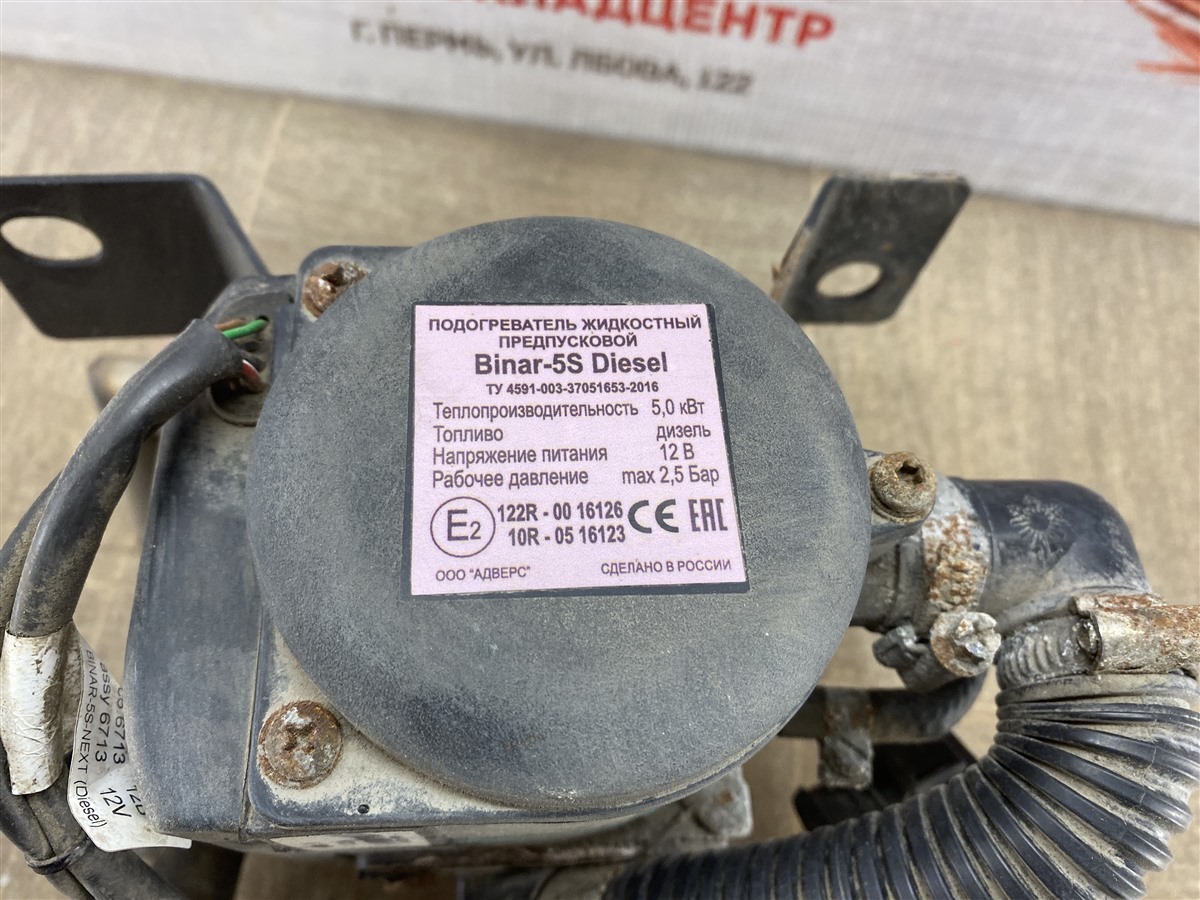 СКЛАДЦЕНТР
Г. ПЕРМЬ, УЛ. ЛЬВОВА, 122
ПОДОГРЕВАТЕЛЬ ЖИДКОСТНЫЙ
ПРЕДПУСКОВОЙ
Binar-5S Diesel
ТУ 4591-003-37051653-2016
Теплопроизводительность 5,0 кВт
Топливо дизель
Напряжение питания 12 В
Рабочее давление max 2,5 Бар
E2 122R - 00 16126 CE EAC
10R - 05 16123
ООО "АДВЕРС" СДЕЛАНО В РОССИИ
6713
assy 6713 12V
BINAR-5S-NEXT (Diesel)